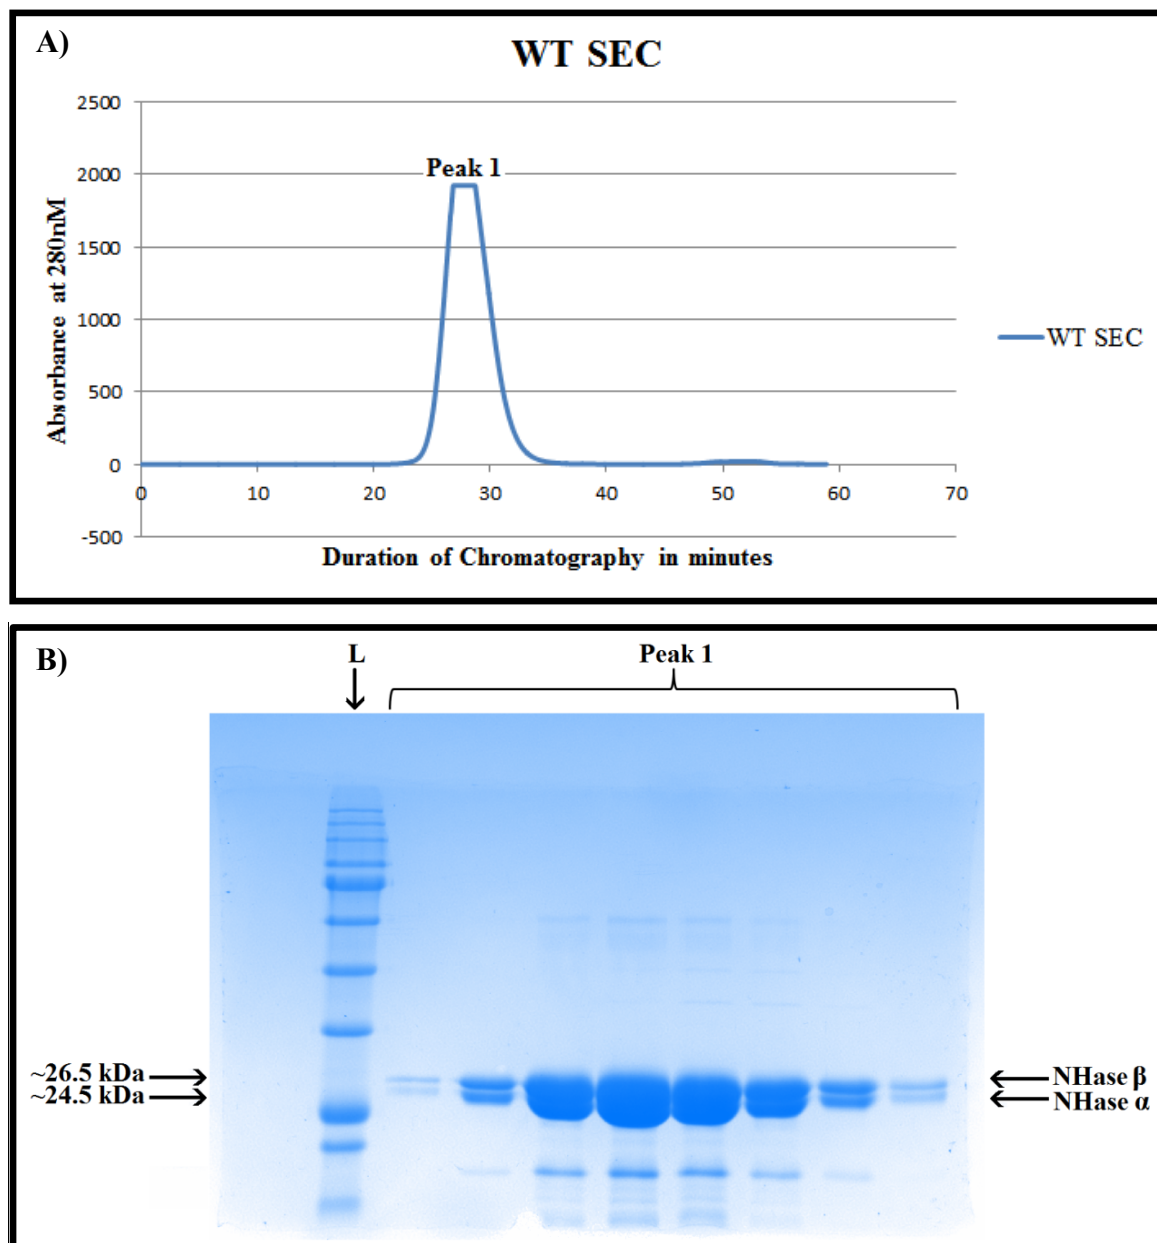 A)
WT SEC
2500
2000
1500
1000
500
0
-500
Absorbance at 280nM
Peak 1
WT SEC
0 10 20 30 40 50 60 70
Duration of Chromatography in minutes
B)
L
Peak 1
~26.5 kDa
~24.5 kDa
NHase β
NHase α